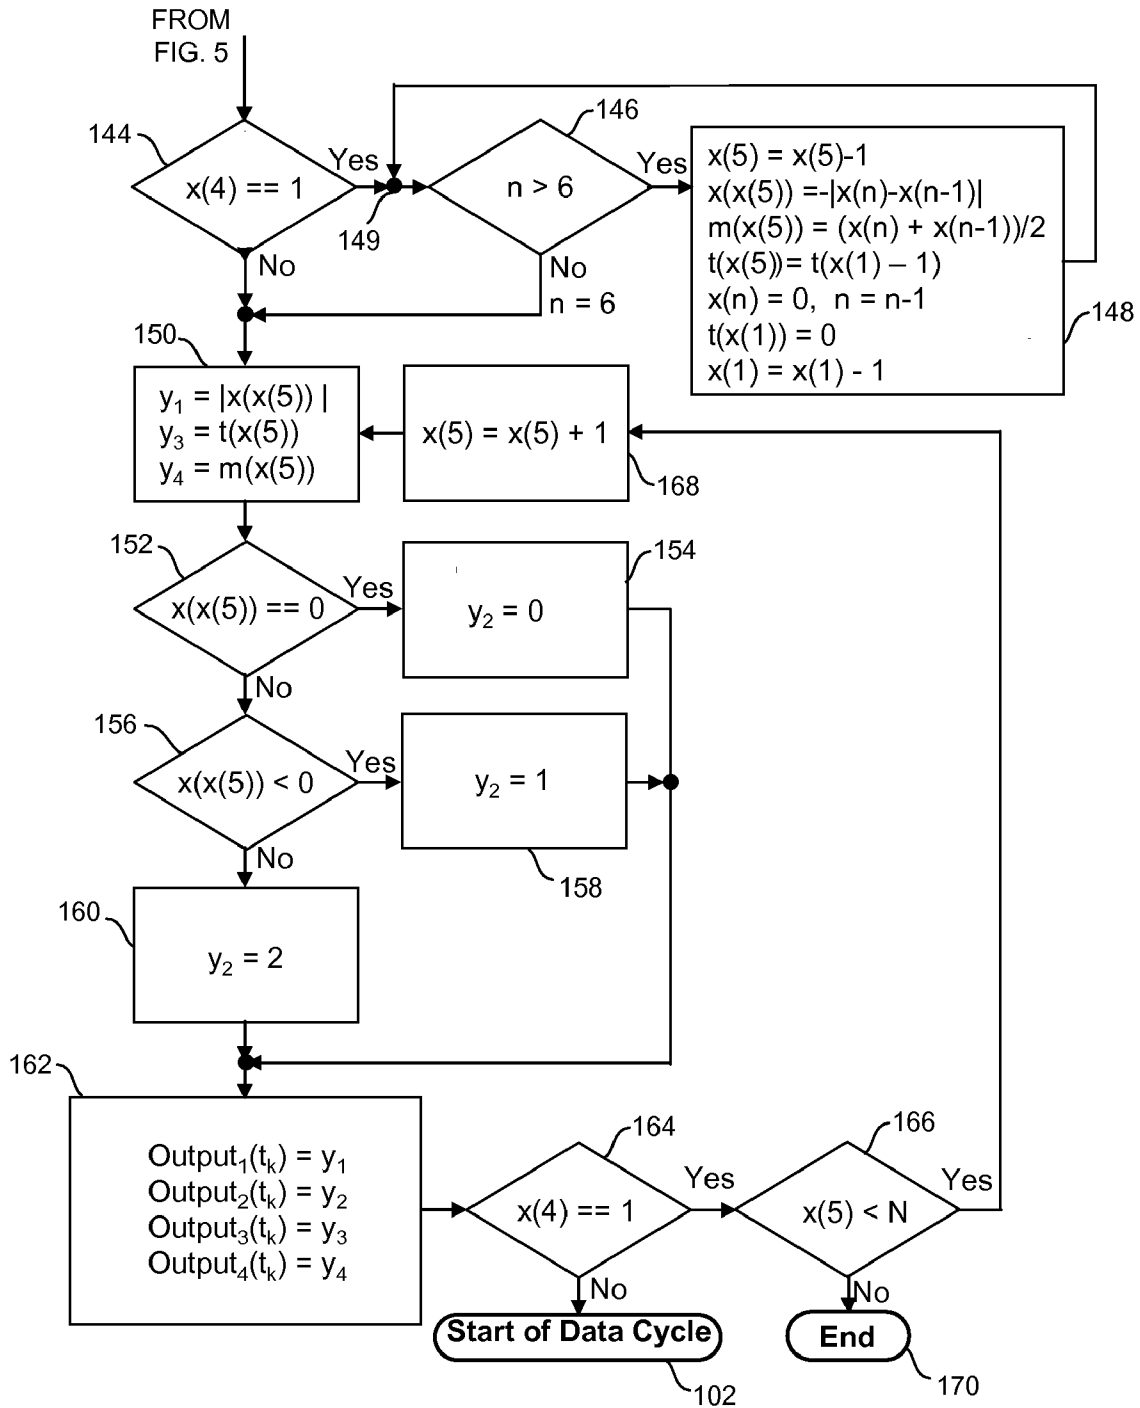 FROM
FIG. 5
144
146
x(4) == 1
Yes
n > 6
Yes
149
No
No
n = 6
x(5) = x(5)-1
x(x(5)) =-|x(n)-x(n-1)|
m(x(5)) = (x(n) + x(n-1))/2
t(x(5))= t(x(1) – 1)
x(n) = 0, n = n-1
t(x(1)) = 0
x(1) = x(1) - 1
148
150
y1 = |x(x(5)) |
y3 = t(x(5))
y4 = m(x(5))
x(5) = x(5) + 1
168
152
x(x(5)) == 0
Yes
154
y2 = 0
No
156
x(x(5)) < 0
Yes
y2 = 1
158
No
160
y2 = 2
162
Output1(tk) = y1
Output2(tk) = y2
Output3(tk) = y3
Output4(tk) = y4
164
x(4) == 1
Yes
166
x(5) < N
Yes
No
No
Start of Data Cycle
102
End
170